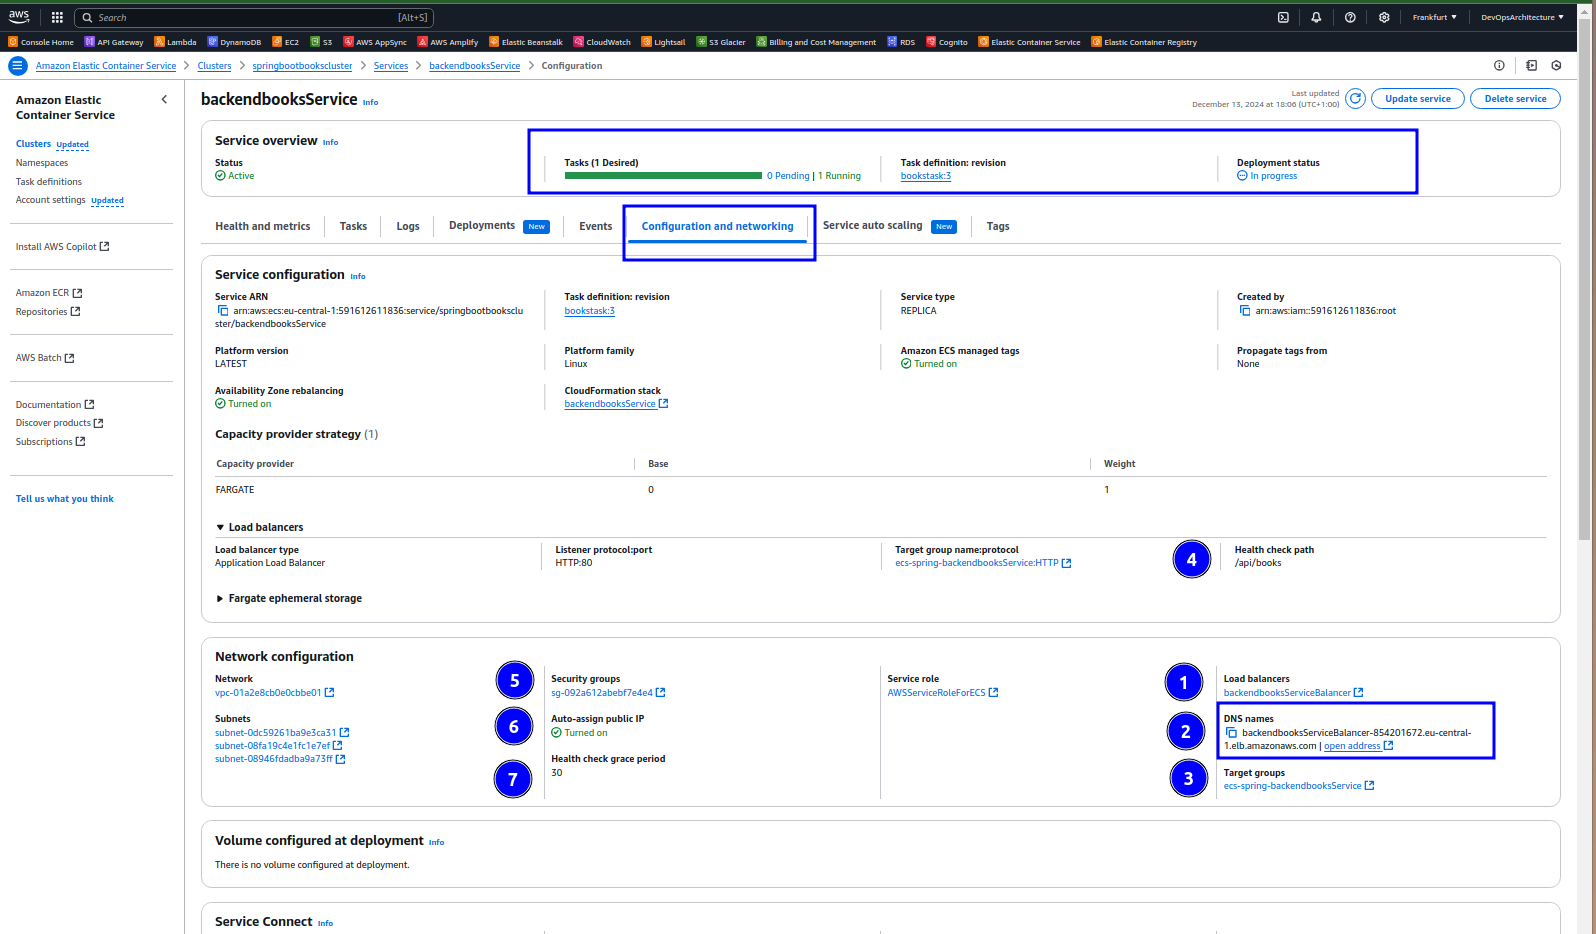 aws
Search
[Alt+S]
Frankfurt ▼
DevOpsArchitecture ▼
Console Home
API Gateway
Lambda
DynamoDB
EC2
S3
AWS AppSync
AWS Amplify
Elastic Beanstalk
CloudWatch
Lightsail
S3 Glacier
Billing and Cost Management
RDS
Cognito
Elastic Container Service
Elastic Container Registry
Amazon Elastic Container Service > Clusters > springbootbookscluster > Services > backendbooksService > Configuration
Amazon Elastic
Container Service
Clusters Updated
Namespaces
Task definitions
Account settings Updated
Install AWS Copilot
Amazon ECR
Repositories
AWS Batch
Documentation
Discover products
Subscriptions
Tell us what you think
backendbooksService Info
Last updated
December 13, 2024 at 18:06 (UTC+1:00)
Update service
Delete service
Service overview Info
Status
Active
Tasks (1 Desired)
0 Pending | 1 Running
Task definition: revision
bookstask:3
Deployment status
In progress
Health and metrics
Tasks
Logs
Deployments New
Events
Configuration and networking
Service auto scaling New
Tags
Service configuration Info
Service ARN
arn:aws:ecs:eu-central-1:591612611836:service/springbootbooksclu
ster/backendbooksService
Task definition: revision
bookstask:3
Service type
REPLICA
Created by
arn:aws:iam::591612611836:root
Platform version
LATEST
Platform family
Linux
Amazon ECS managed tags
Turned on
Propagate tags from
None
Availability Zone rebalancing
Turned on
CloudFormation stack
backendbooksService
Capacity provider strategy (1)
Capacity provider
Base
Weight
FARGATE
0
1
▼ Load balancers
Load balancer type
Application Load Balancer
Listener protocol:port
HTTP:80
Target group name:protocol
ecs-spring-backendbooksService:HTTP
4
Health check path
/api/books
▶ Fargate ephemeral storage
Network configuration
Network
vpc-01a2e8cb0e0cbbe01
Subnets
subnet-0dc59261ba9e3ca31
subnet-08fa19c4e1fc1e7ef
subnet-08946fdadba9a73ff
5
Security groups
sg-092a612abebf7e4e4
6
Auto-assign public IP
Turned on
7
Health check grace period
30
Service role
AWSServiceRoleForECS
1
Load balancers
backendbooksServiceBalancer
2
DNS names
backendbooksServiceBalancer-854201672.eu-central-
1.elb.amazonaws.com | open address
3
Target groups
ecs-spring-backendbooksService
Volume configured at deployment Info
There is no volume configured at deployment.
Service Connect Info